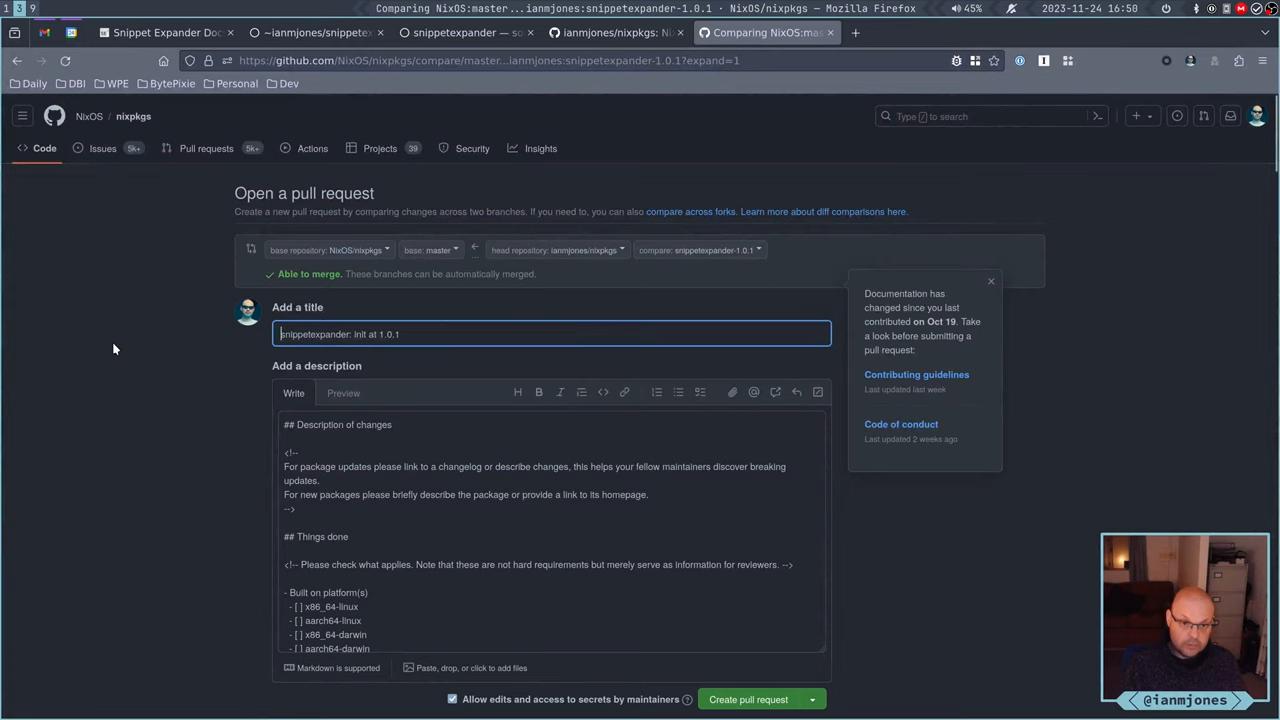 1 3 9
Comparing NixOS:master...ianmjones:snippetexpander-1.0.1 · NixOS/nixpkgs — Mozilla Firefox
45%
2023-11-24 16:50
Snippet Expander Dov
~ianmjones/snippetex
snippetexpander — so
ianmjones/nixpkgs: Ni
Comparing NixOS:mas
https://github.com/NixOS/nixpkgs/compare/master...ianmjones:snippetexpander-1.0.1?expand=1
Daily DBI WPE BytePixie Personal Dev
NixOS / nixpkgs
Type / to search
Code Issues 5k+ Pull requests 5k+ Actions Projects 39 Security Insights
Open a pull request
Create a new pull request by comparing changes across two branches. If you need to, you can also compare across forks. Learn more about diff comparisons here.
base repository: NixOS/nixpkgs base: master ← ... head repository: ianmjones/nixpkgs compare: snippetexpander-1.0.1
Able to merge. These branches can be automatically merged.
Add a title
snippetexpander: init at 1.0.1
Add a description
Write Preview
## Description of changes
<!--
For package updates please link to a changelog or describe changes, this helps your fellow maintainers discover breaking
updates.
For new packages please briefly describe the package or provide a link to its homepage.
-->
## Things done
<!-- Please check what applies. Note that these are not hard requirements but merely serve as information for reviewers. -->
- Built on platform(s)
- [ ] x86_64-linux
- [ ] aarch64-linux
- [ ] x86_64-darwin
- [ ] aarch64-darwin
Markdown is supported
Paste, drop, or click to add files
Allow edits and access to secrets by maintainers
Create pull request
Documentation has
changed since you last
contributed on Oct 19. Take
a look before submitting a
pull request:
Contributing guidelines
Last updated last week
Code of conduct
Last updated 2 weeks ago
@ianmjones